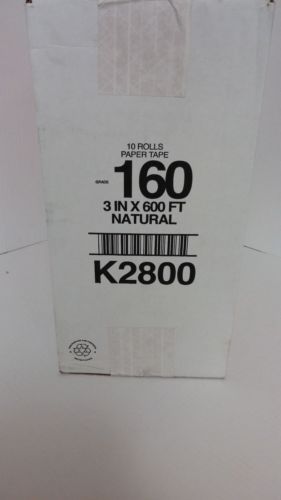 10 ROLLS
PAPER TAPE
GRADE 160
3 IN X 600 FT
NATURAL
K2800